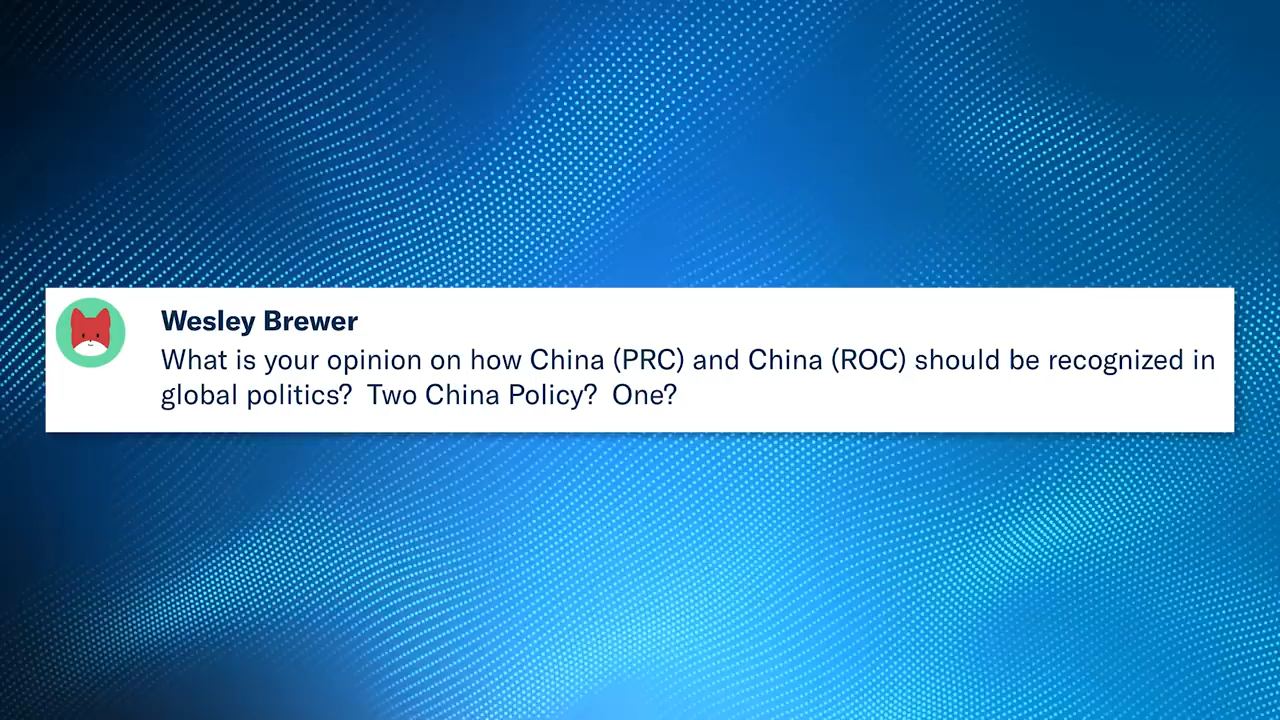 Wesley Brewer
What is your opinion on how China (PRC) and China (ROC) should be recognized in
global politics?  Two China Policy?  One?